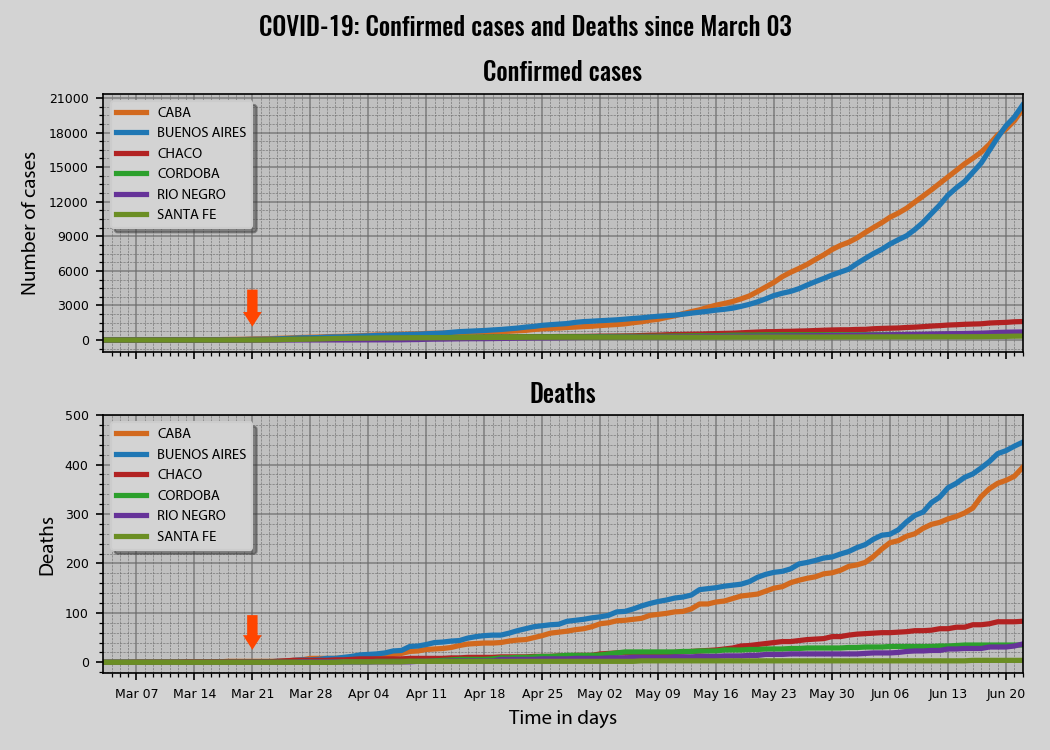 COVID-19: Confirmed cases and Deaths since March 03
Confirmed cases
Number of cases
21000
18000
15000
12000
9000
6000
3000
0
CABA
BUENOS AIRES
CHACO
CORDOBA
RIO NEGRO
SANTA FE
Deaths
Deaths
500
400
300
200
100
0
CABA
BUENOS AIRES
CHACO
CORDOBA
RIO NEGRO
SANTA FE
Mar 07 Mar 14 Mar 21 Mar 28 Apr 04 Apr 11 Apr 18 Apr 25 May 02 May 09 May 16 May 23 May 30 Jun 06 Jun 13 Jun 20
Time in days